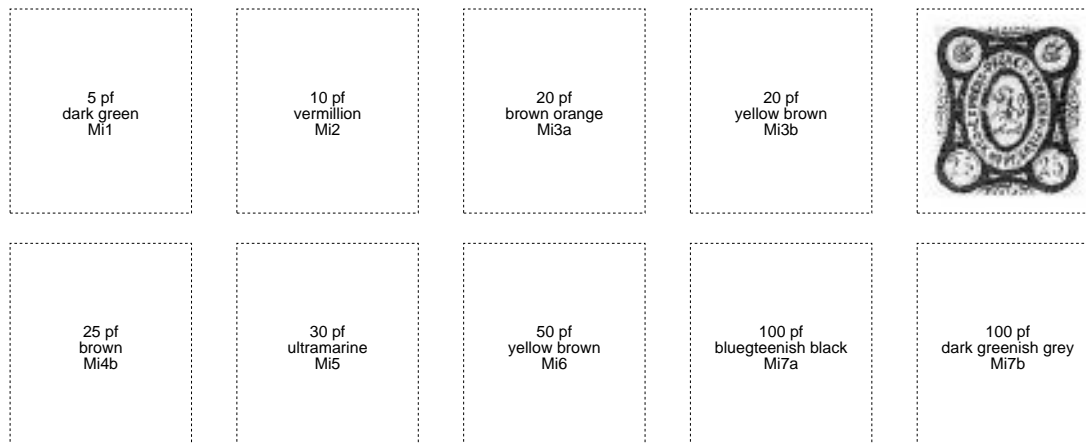 5 pf
dark green
Mi1
10 pf
vermillion
Mi2
20 pf
brown orange
Mi3a
20 pf
yellow brown
Mi3b
25
25
25 pf
brown
Mi4b
30 pf
ultramarine
Mi5
50 pf
yellow brown
Mi6
100 pf
bluegteenish black
Mi7a
100 pf
dark greenish grey
Mi7b